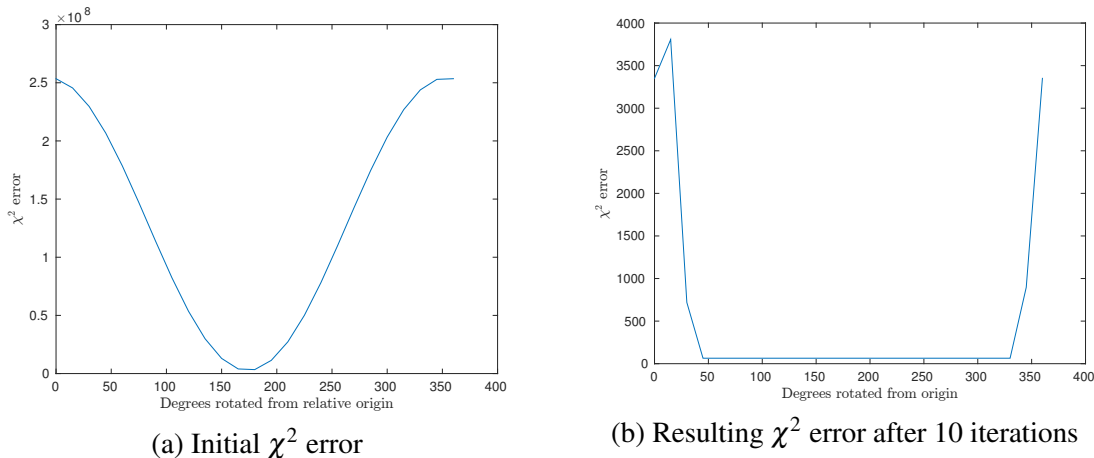 ×10^8
3
2.5
2
1.5
1
0.5
0
χ² error
0 50 100 150 200 250 300 350 400
Degrees rotated from relative origin
(a) Initial χ² error
4000
3500
3000
2500
2000
1500
1000
500
0
χ² error
0 50 100 150 200 250 300 350 400
Degrees rotated from origin
(b) Resulting χ² error after 10 iterations